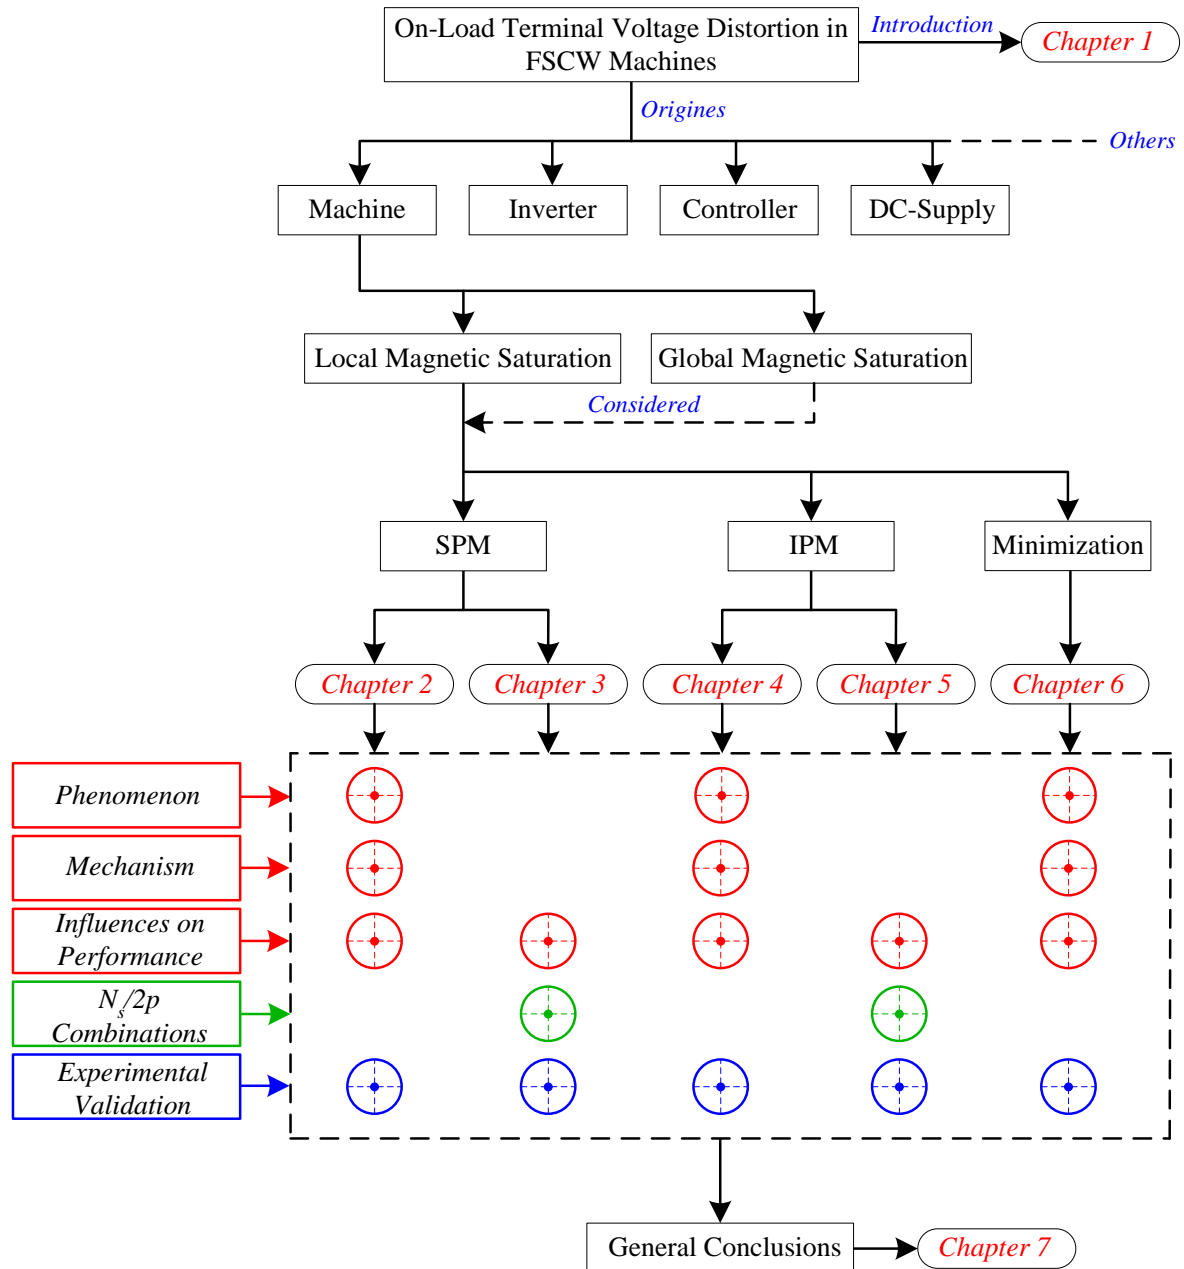 On-Load Terminal Voltage Distortion in
FSCW Machines
Introduction
Chapter 1
Origines
Others
Machine
Inverter
Controller
DC-Supply
Local Magnetic Saturation
Global Magnetic Saturation
Considered
SPM
IPM
Minimization
Chapter 2
Chapter 3
Chapter 4
Chapter 5
Chapter 6
Phenomenon
Mechanism
Influences on
Performance
Ns/2p
Combinations
Experimental
Validation
General Conclusions
Chapter 7